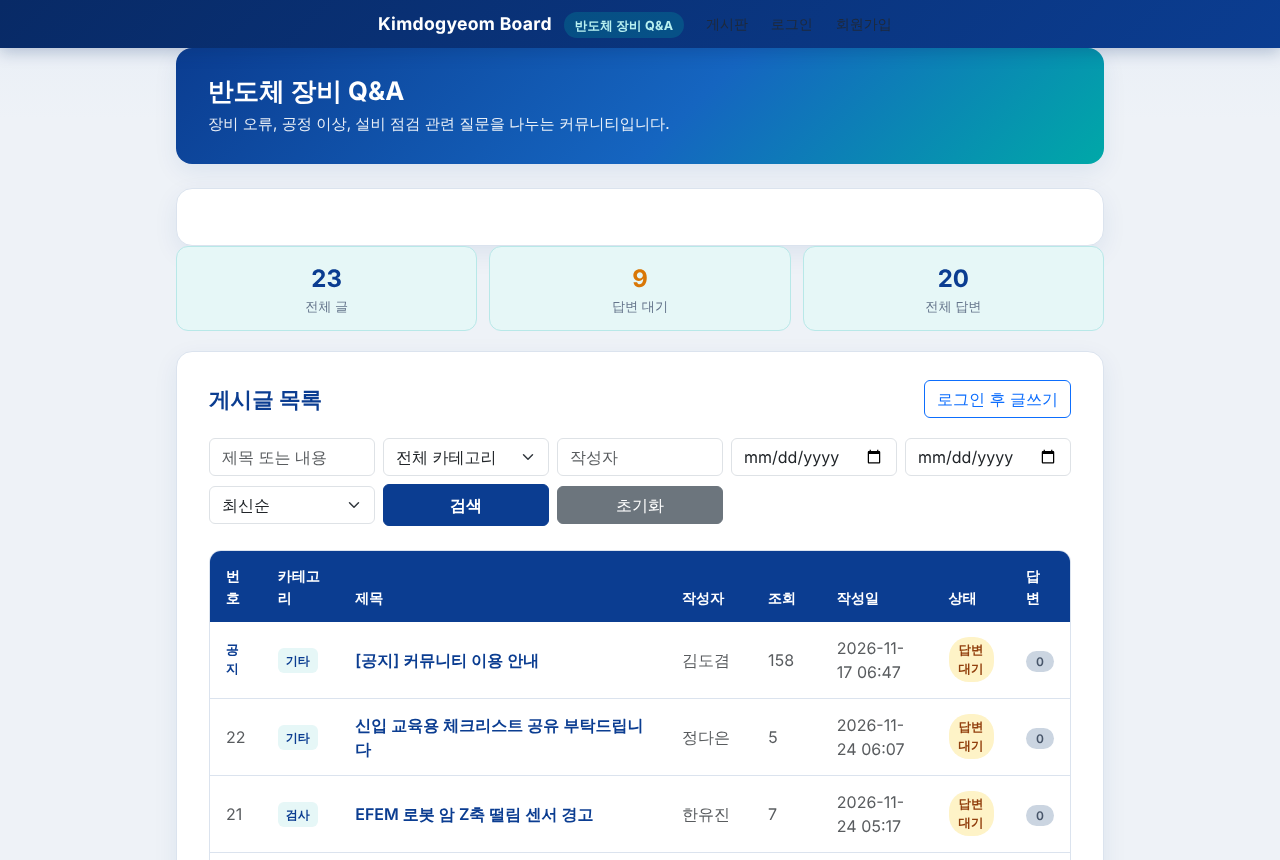 Kimdogyeom Board 반도체 장비 Q&A 게시판 로그인 회원가입
반도체 장비 Q&A
장비 오류, 공정 이상, 설비 점검 관련 질문을 나누는 커뮤니티입니다.
23 9 20
전체 글 답변 대기 전체 답변
게시글 목록 로그인 후 글쓰기
제목 또는 내용 전체 카테고리 작성자 mm/dd/yyyy mm/dd/yyyy
최신순 검색 초기화
번 카테고 답
호 리 제목 작성자 조회 작성일 상태 변
공 2026-11- 답변
지 기타 [공지] 커뮤니티 이용 안내 김도겸 158 17 06:47 대기 0
신입 교육용 체크리스트 공유 부탁드립니 2026-11- 답변
22 기타 다 정다은 5 24 06:07 대기 0
2026-11- 답변
21 검사 EFEM 로봇 암 Z축 떨림 센서 경고 한유진 7 24 05:17 대기 0